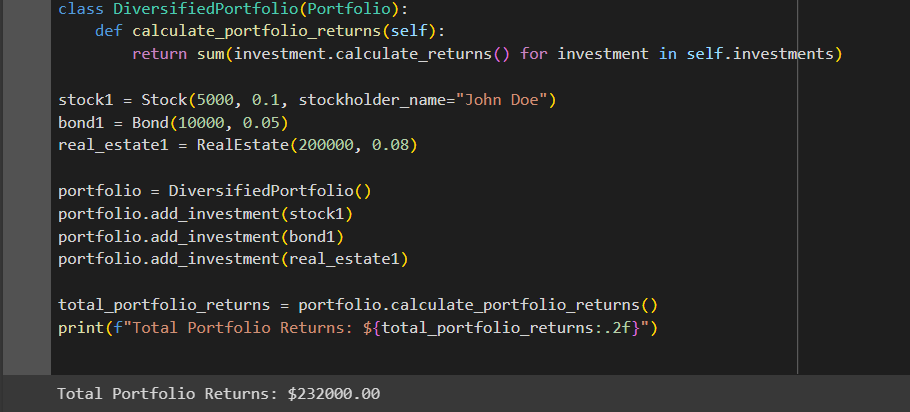 class DiversifiedPortfolio(Portfolio):
    def calculate_portfolio_returns(self):
        return sum(investment.calculate_returns() for investment in self.investments)

stock1 = Stock(5000, 0.1, stockholder_name="John Doe")
bond1 = Bond(10000, 0.05)
real_estate1 = RealEstate(200000, 0.08)

portfolio = DiversifiedPortfolio()
portfolio.add_investment(stock1)
portfolio.add_investment(bond1)
portfolio.add_investment(real_estate1)

total_portfolio_returns = portfolio.calculate_portfolio_returns()
print(f"Total Portfolio Returns: ${total_portfolio_returns:.2f}")

Total Portfolio Returns: $232000.00